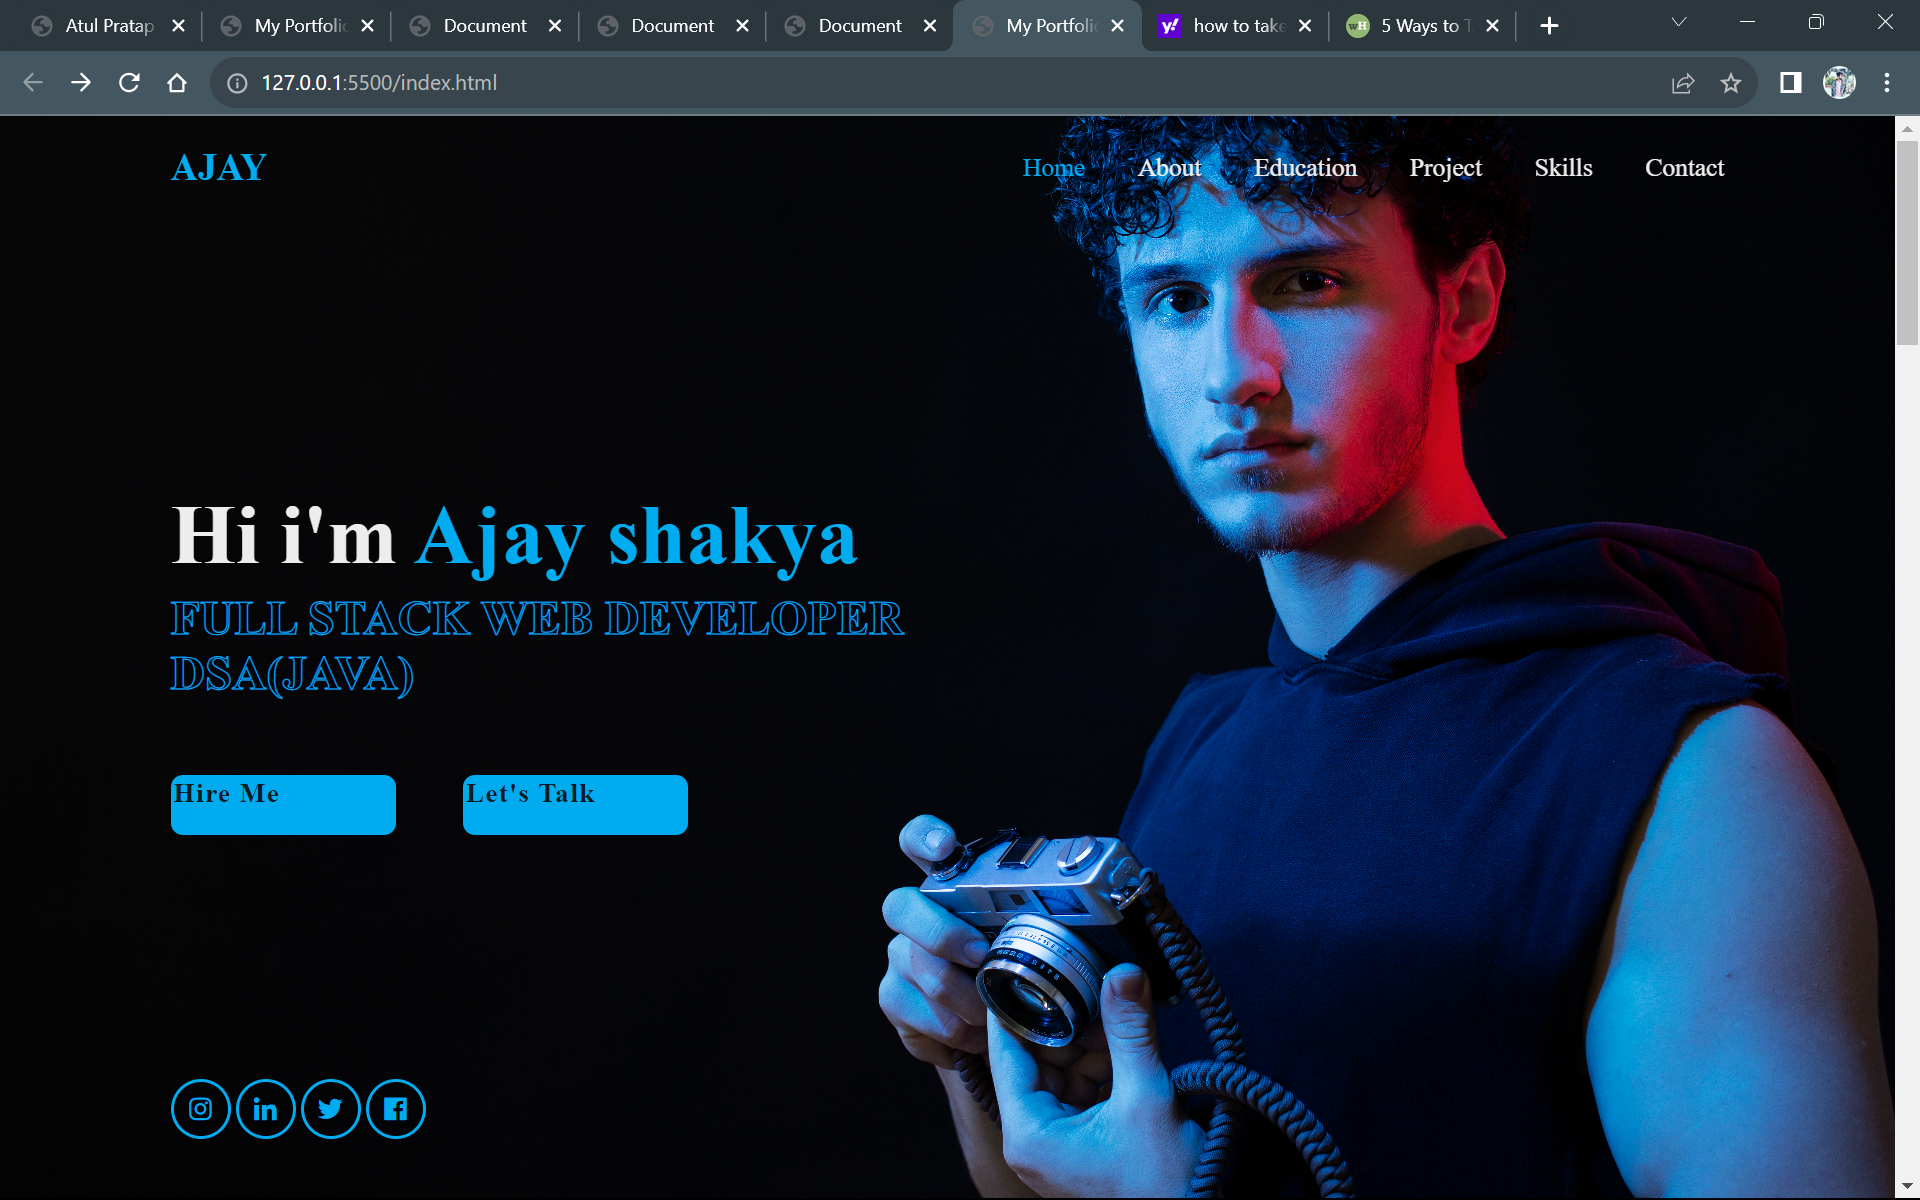 Atul Pratap
My Portfolio
Document
Document
Document
My Portfolio
how to take
5 Ways to T
127.0.0.1:5500/index.html
AJAY
Home About Education Project Skills Contact
Hi i'm Ajay shakya
FULL STACK WEB DEVELOPER
DSA(JAVA)
Hire Me Let's Talk